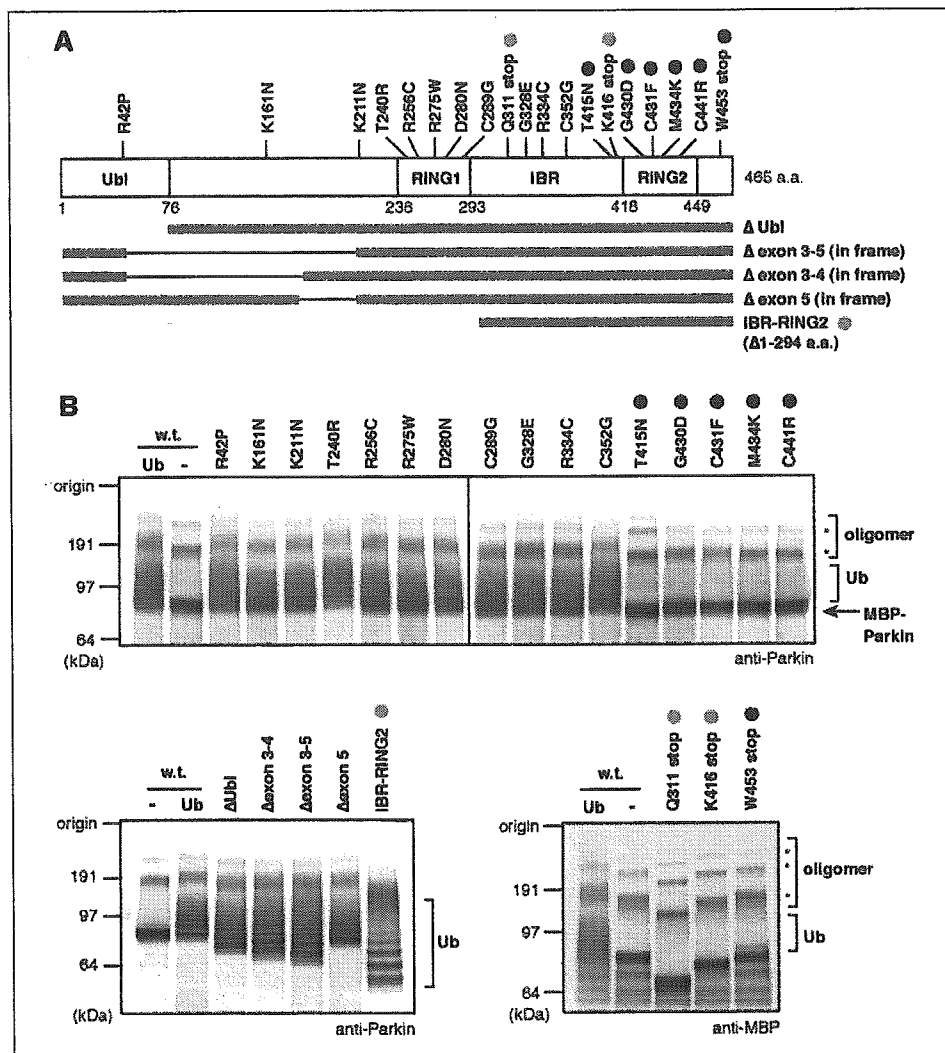 A
R42P
K161N
K211N
T240R
R256C
R275W
D280N
C289G
Q311 stop
G328E
R334C
C352G
T415N
K416 stop
G430D
C431F
M434K
C441R
W453 stop
Ubl RING1 IBR RING2 465 a.a.
1 76 236 293 416 449
Δ Ubl
Δ exon 3-5 (in frame)
Δ exon 3-4 (in frame)
Δ exon 5 (in frame)
IBR-RING2
(Δ1-294 a.a.)
B
w.t.
Ub
-
R42P
K161N
K211N
T240R
R256C
R275W
D280N
C289G
G328E
R334C
C352G
T415N
G430D
C431F
M434K
C441R
origin
191
97
64
(kDa)
* oligomer
*
Ub
MBP-
Parkin
anti-Parkin
w.t.
-
Ub
ΔUbl
Δexon 3-4
Δexon 3-5
Δexon 5
IBR-RING2
origin
191
97
64
(kDa)
Ub
anti-Parkin
w.t.
Ub
-
Q311 stop
K416 stop
W453 stop
origin
191
97
64
(kDa)
*
* oligomer
*
Ub
anti-MBP